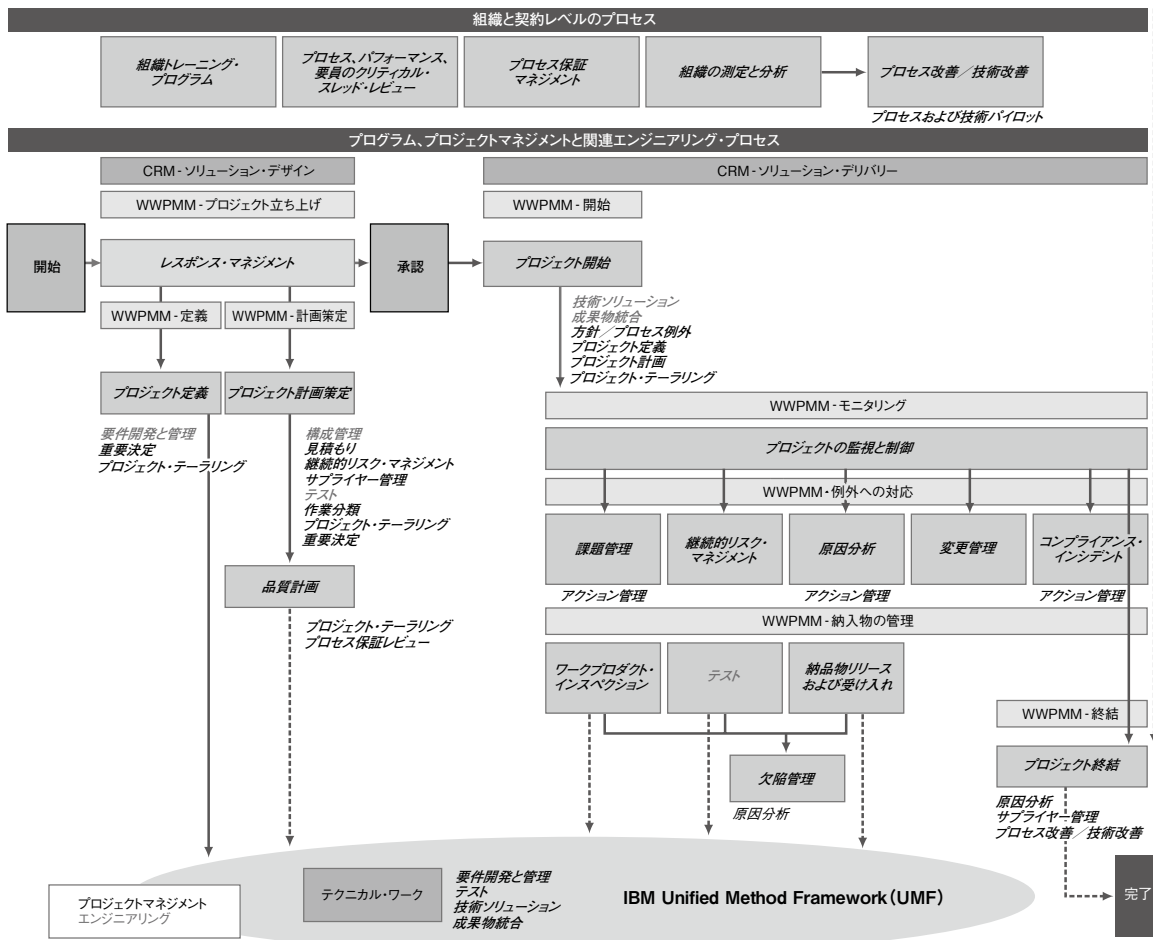 組織と契約レベルのプロセス
組織トレーニング・
プログラム
プロセス、パフォーマンス、
要員のクリティカル・
スレッド・レビュー
プロセス保証
マネジメント
組織の測定と分析
プロセス改善／技術改善
プロセスおよび技術パイロット
プログラム、プロジェクトマネジメントと関連エンジニアリング・プロセス
CRM-ソリューション・デザイン
CRM-ソリューション・デリバリー
WWPMM-プロジェクト立ち上げ
WWPMM-開始
開始
レスポンス・マネジメント
承認
プロジェクト開始
WWPMM-定義
WWPMM-計画策定
技術ソリューション
成果物統合
方針／プロセス例外
プロジェクト定義
プロジェクト計画
プロジェクト・テーラリング
プロジェクト定義
プロジェクト計画策定
要件開発と管理
重要決定
プロジェクト・テーラリング
構成管理
見積もり
継続的リスク・マネジメント
サプライヤー管理
テスト
作業分類
プロジェクト・テーラリング
重要決定
品質計画
プロジェクト・テーラリング
プロセス保証レビュー
WWPMM-モニタリング
プロジェクトの監視と制御
WWPMM・例外への対応
課題管理
継続的リスク・
マネジメント
原因分析
変更管理
コンプライアンス・
インシデント
アクション管理
アクション管理
アクション管理
WWPMM-納入物の管理
ワークプロダクト・
インスペクション
テスト
納品物リリース
および受け入れ
WWPMM-終結
欠陥管理
原因分析
プロジェクト終結
原因分析
サプライヤー管理
プロセス改善／技術改善
プロジェクトマネジメント
エンジニアリング
テクニカル・ワーク
要件開発と管理
テスト
技術ソリューション
成果物統合
IBM Unified Method Framework（UMF）
完了